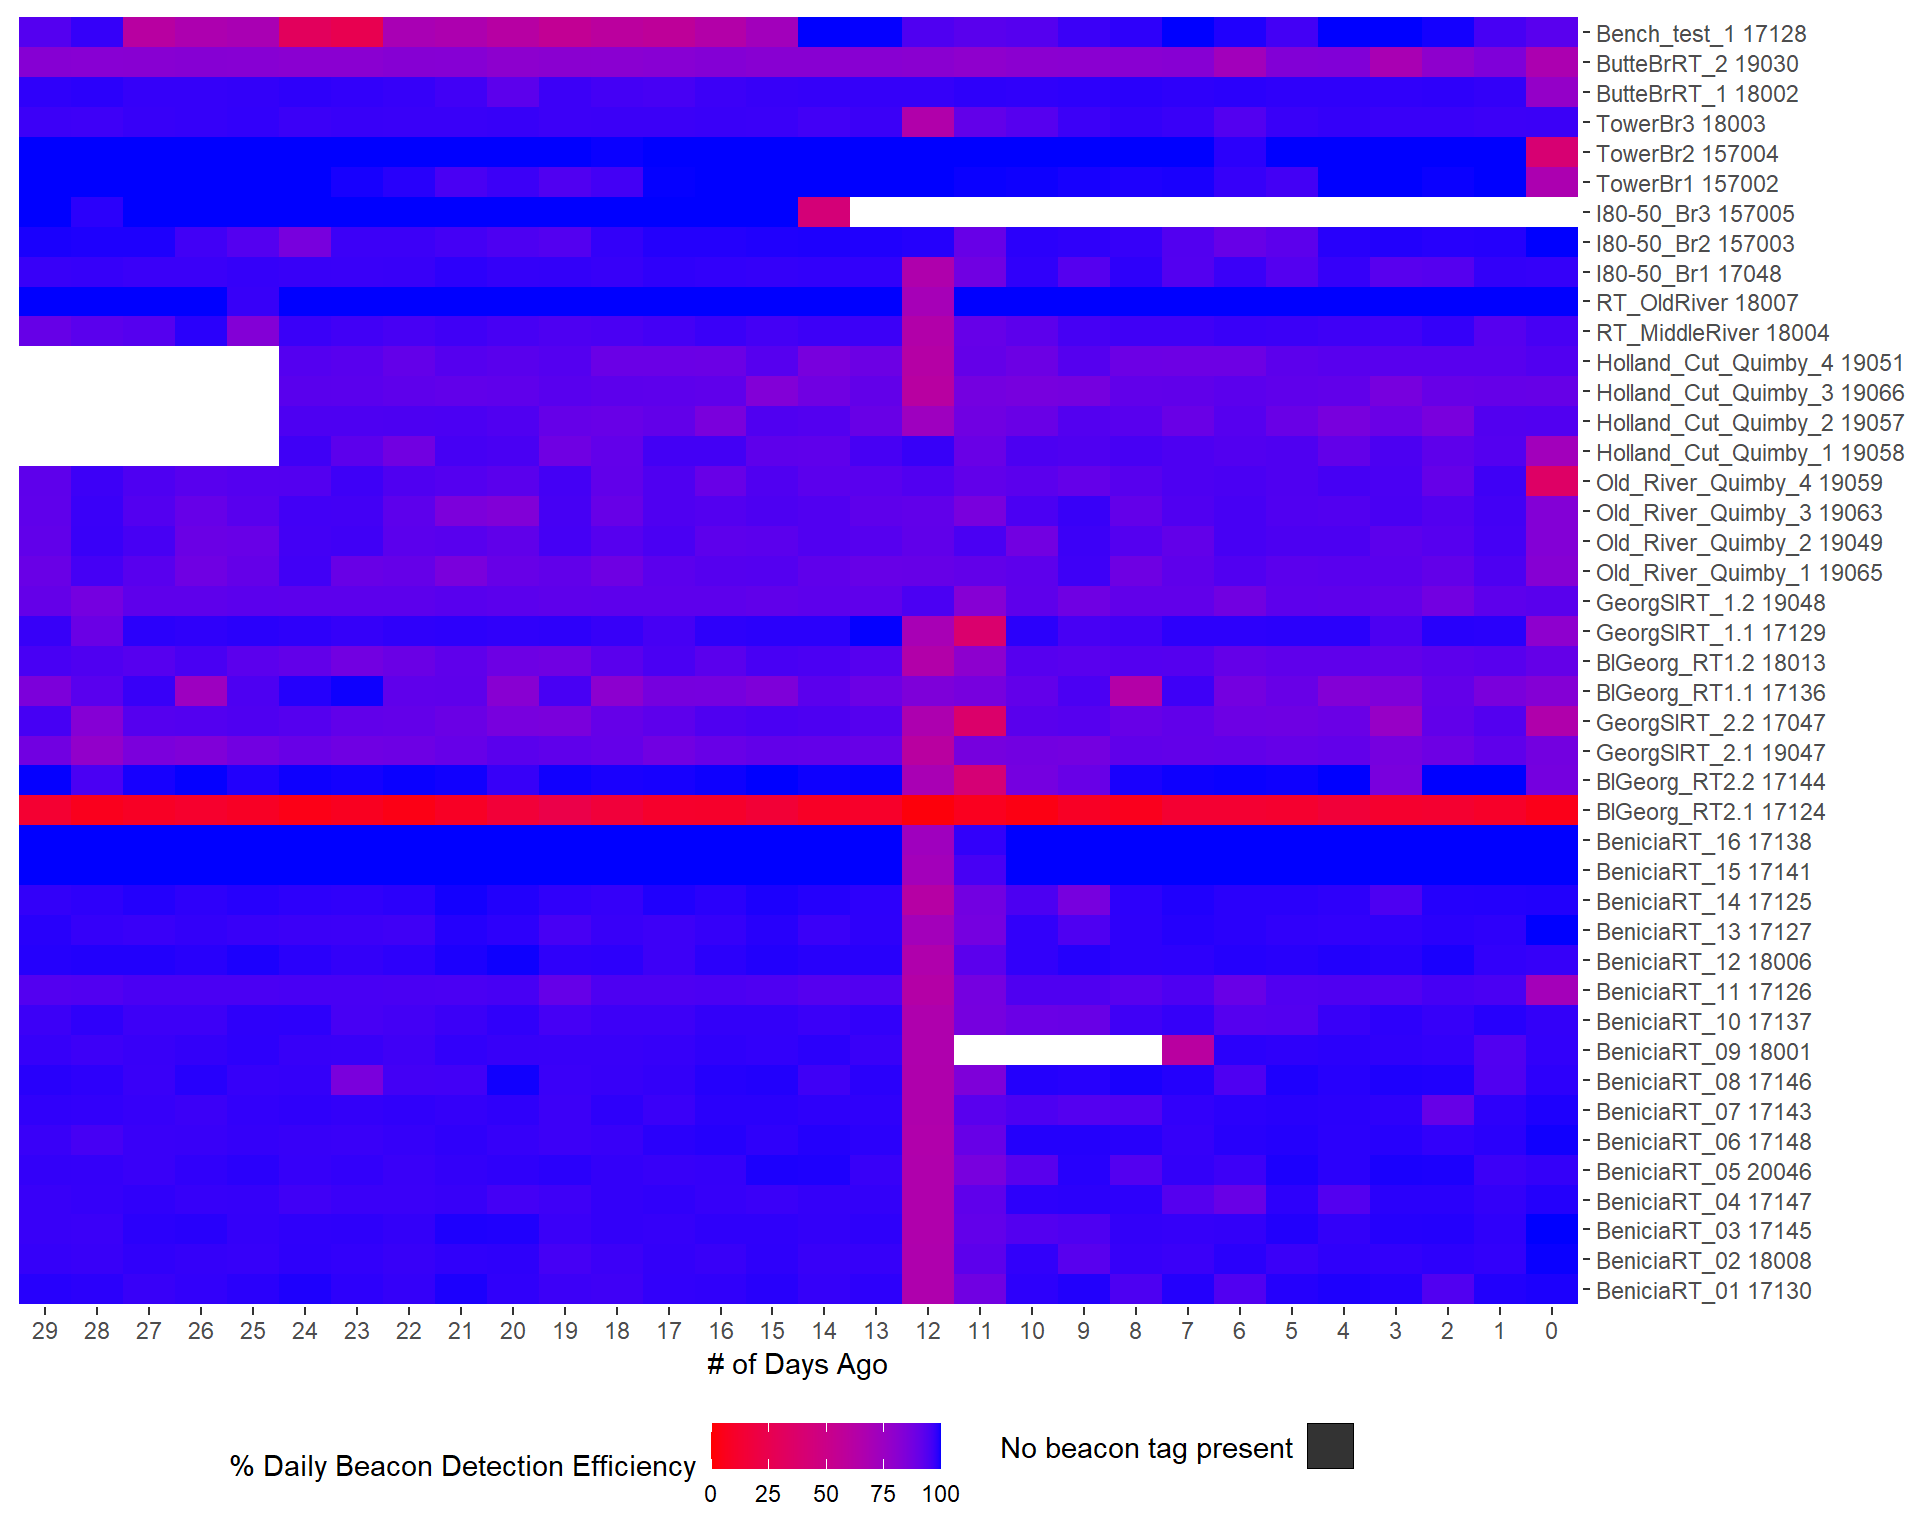 Bench_test_1 17128
ButteBrRT_2 19030
ButteBrRT_1 18002
TowerBr3 18003
TowerBr2 157004
TowerBr1 157002
I80-50_Br3 157005
I80-50_Br2 157003
I80-50_Br1 17048
RT_OldRiver 18007
RT_MiddleRiver 18004
Holland_Cut_Quimby_4 19051
Holland_Cut_Quimby_3 19066
Holland_Cut_Quimby_2 19057
Holland_Cut_Quimby_1 19058
Old_River_Quimby_4 19059
Old_River_Quimby_3 19063
Old_River_Quimby_2 19049
Old_River_Quimby_1 19065
GeorgSlRT_1.2 19048
GeorgSlRT_1.1 17129
BlGeorg_RT1.2 18013
BlGeorg_RT1.1 17136
GeorgSlRT_2.2 17047
GeorgSlRT_2.1 19047
BlGeorg_RT2.2 17144
BlGeorg_RT2.1 17124
BeniciaRT_16 17138
BeniciaRT_15 17141
BeniciaRT_14 17125
BeniciaRT_13 17127
BeniciaRT_12 18006
BeniciaRT_11 17126
BeniciaRT_10 17137
BeniciaRT_09 18001
BeniciaRT_08 17146
BeniciaRT_07 17143
BeniciaRT_06 17148
BeniciaRT_05 20046
BeniciaRT_04 17147
BeniciaRT_03 17145
BeniciaRT_02 18008
BeniciaRT_01 17130
29 28 27 26 25 24 23 22 21 20 19 18 17 16 15 14 13 12 11 10 9 8 7 6 5 4 3 2 1 0
# of Days Ago
% Daily Beacon Detection Efficiency
0 25 50 75 100
No beacon tag present